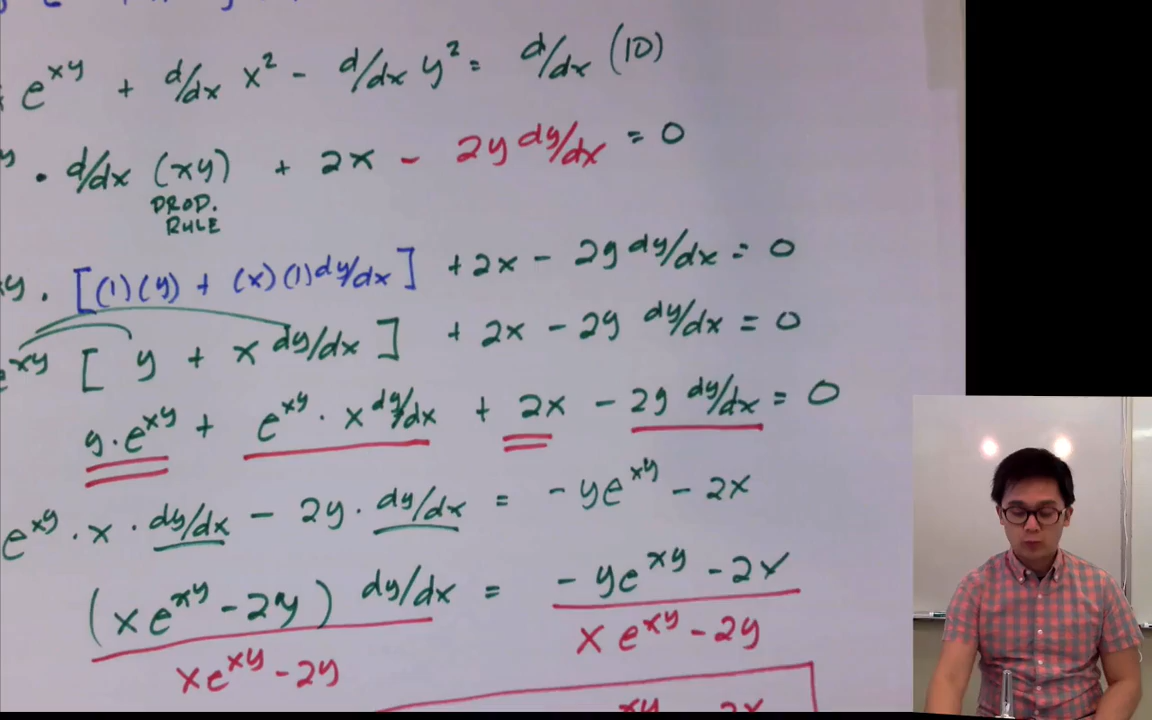 e^xy + d/dx x² - d/dx y² = d/dx (10)
· d/dx (xy) + 2x - 2y dy/dx = 0
PROD.
RULE
xy · [(1)(y) + (x)(1)dy/dx] + 2x - 2y dy/dx = 0
e^xy [ y + x dy/dx ] + 2x - 2y dy/dx = 0
y·e^xy + e^xy · x dy/dx + 2x - 2y dy/dx = 0
e^xy · x · dy/dx - 2y · dy/dx = -ye^xy - 2x
(xe^xy - 2y) dy/dx = -ye^xy - 2x
xe^xy - 2y xe^xy - 2y